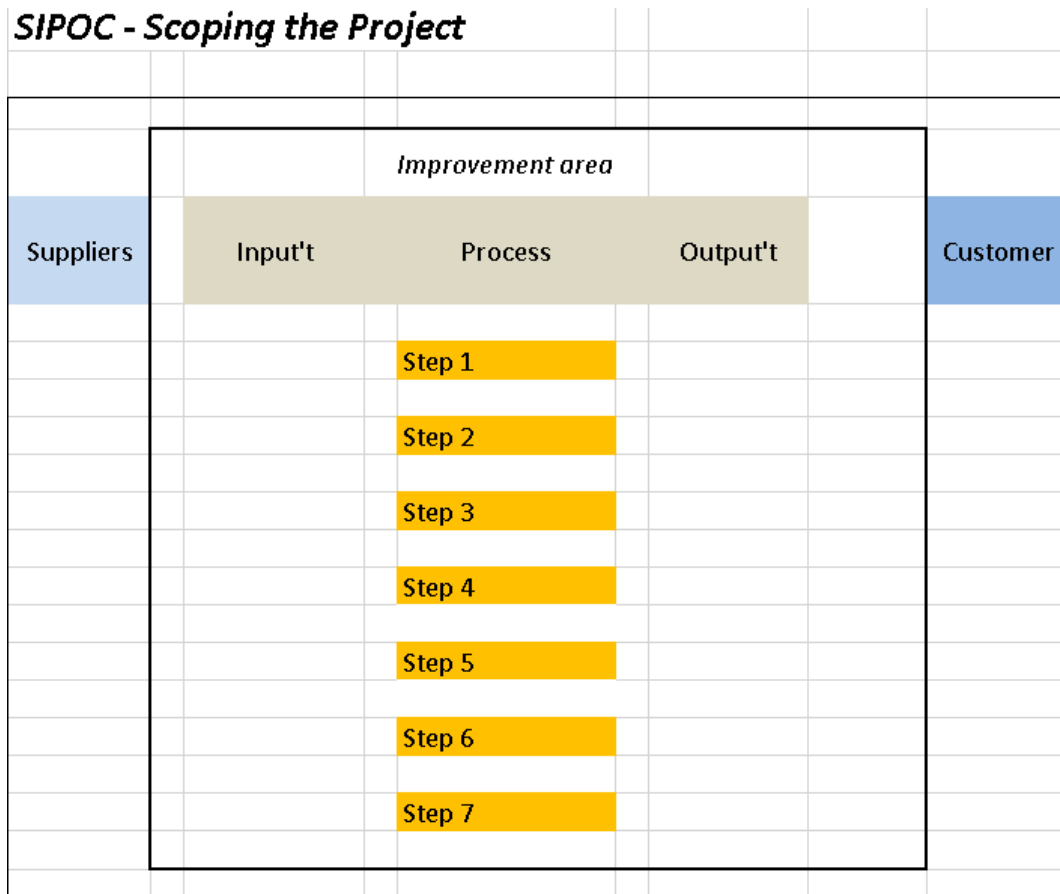 SIPOC - Scoping the Project
Improvement area
Suppliers Input't Process Output't Customer
Step 1
Step 2
Step 3
Step 4
Step 5
Step 6
Step 7